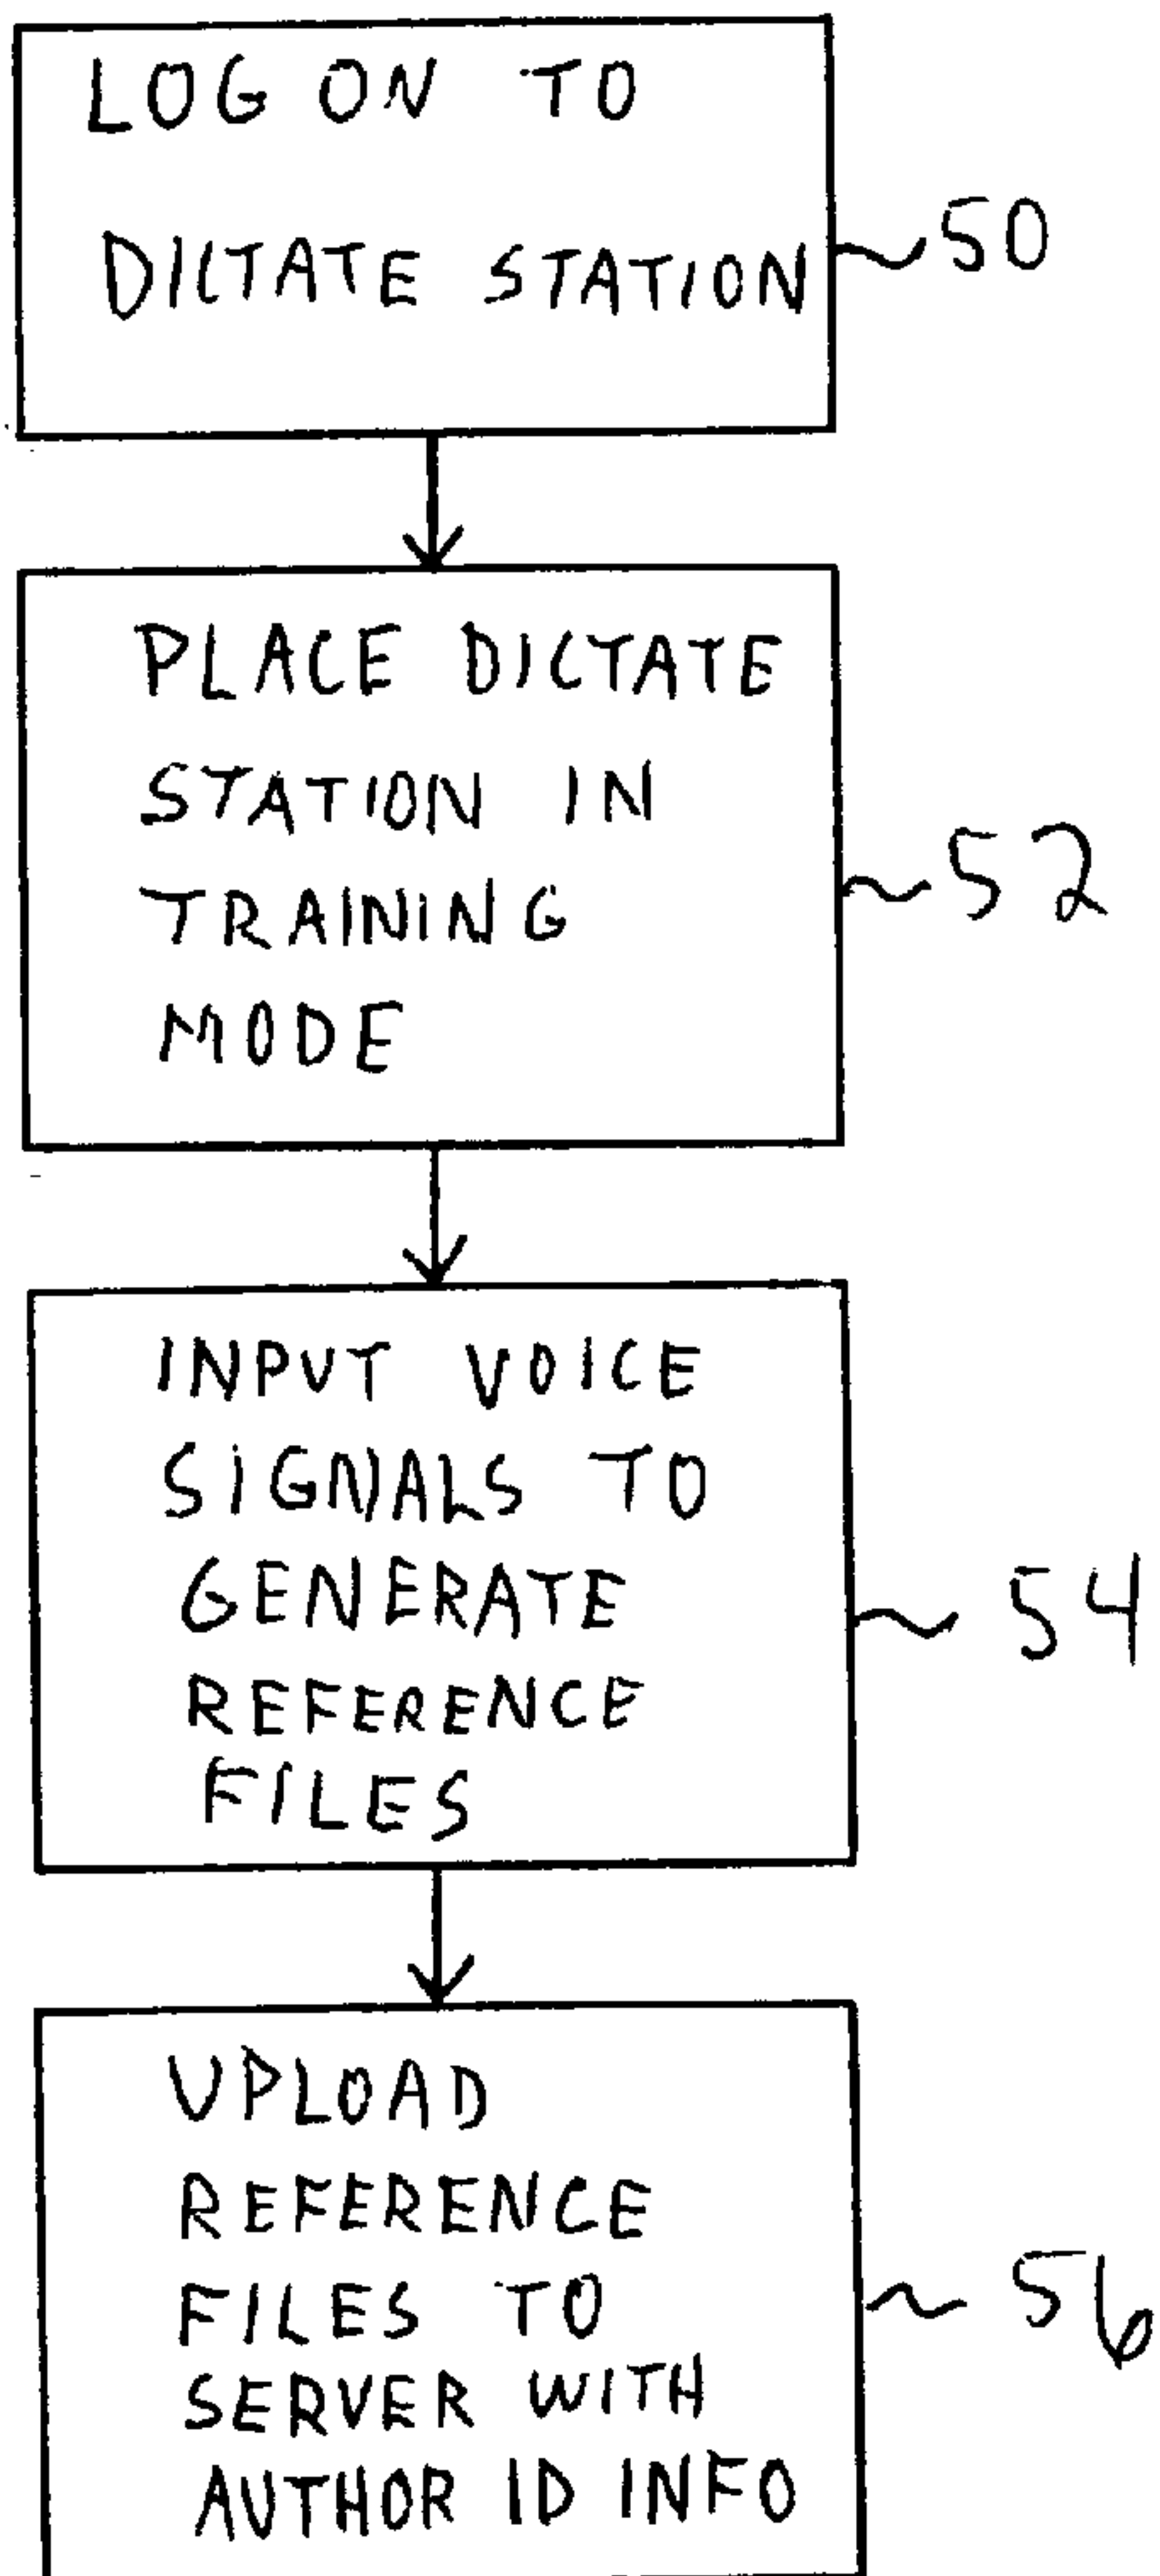 LOG ON TO
DICTATE STATION
50
PLACE DICTATE
STATION IN
TRAINING
MODE
52
INPUT VOICE
SIGNALS TO
GENERATE
REFERENCE
FILES
54
UPLOAD
REFERENCE
FILES TO
SERVER WITH
AUTHOR ID INFO
56